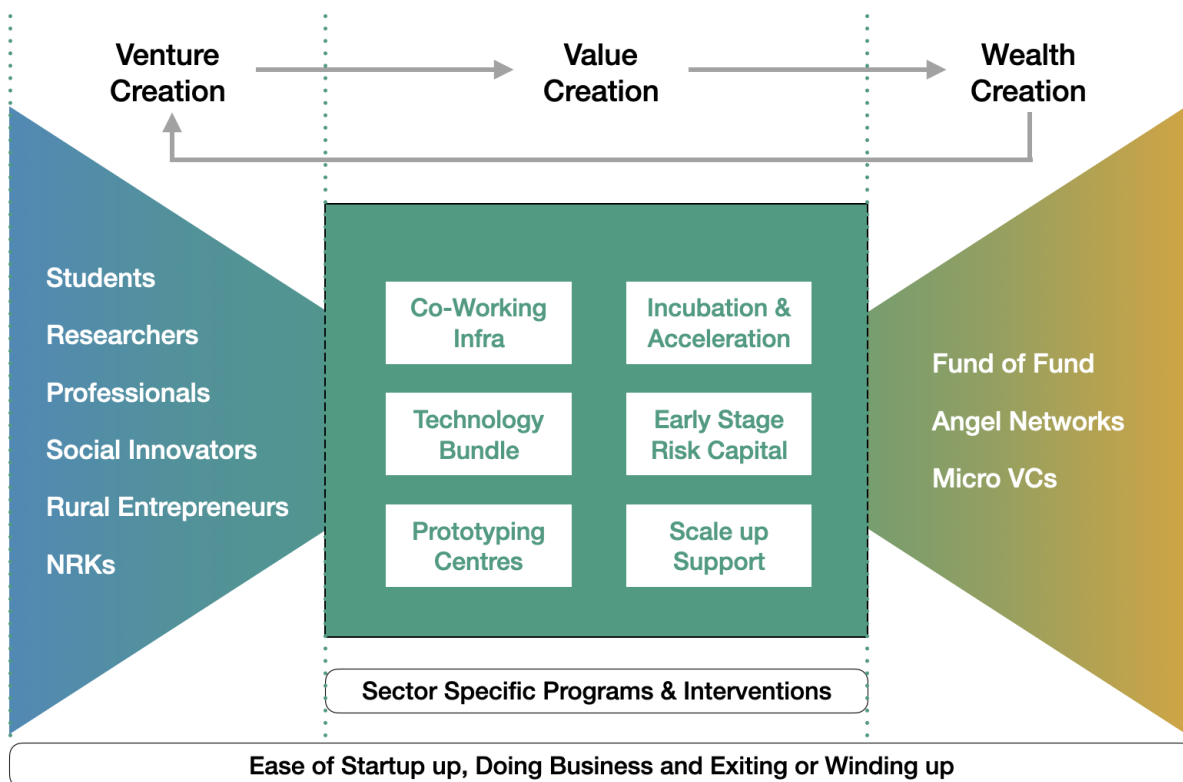 Venture
Creation
Value
Creation
Wealth
Creation
Students
Researchers
Professionals
Social Innovators
Rural Entrepreneurs
NRKs
Co-Working
Infra
Incubation &
Acceleration
Technology
Bundle
Early Stage
Risk Capital
Prototyping
Centres
Scale up
Support
Fund of Fund
Angel Networks
Micro VCs
Sector Specific Programs & Interventions
Ease of Startup up, Doing Business and Exiting or Winding up